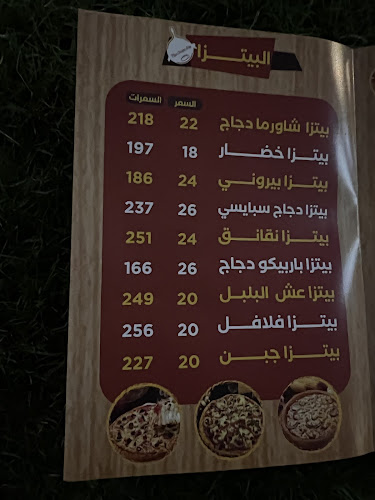 البيتزا
السعر السعرات
بيتزا شاورما دجاج 22 218
بيتزا خضار 18 197
بيتزا بيروني 24 186
بيتزا دجاج سبايسي 26 237
بيتزا نقانق 24 251
بيتزا باربيكو دجاج 26 166
بيتزا عش البلبل 20 249
بيتزا فلافل 20 256
بيتزا جبن 20 227